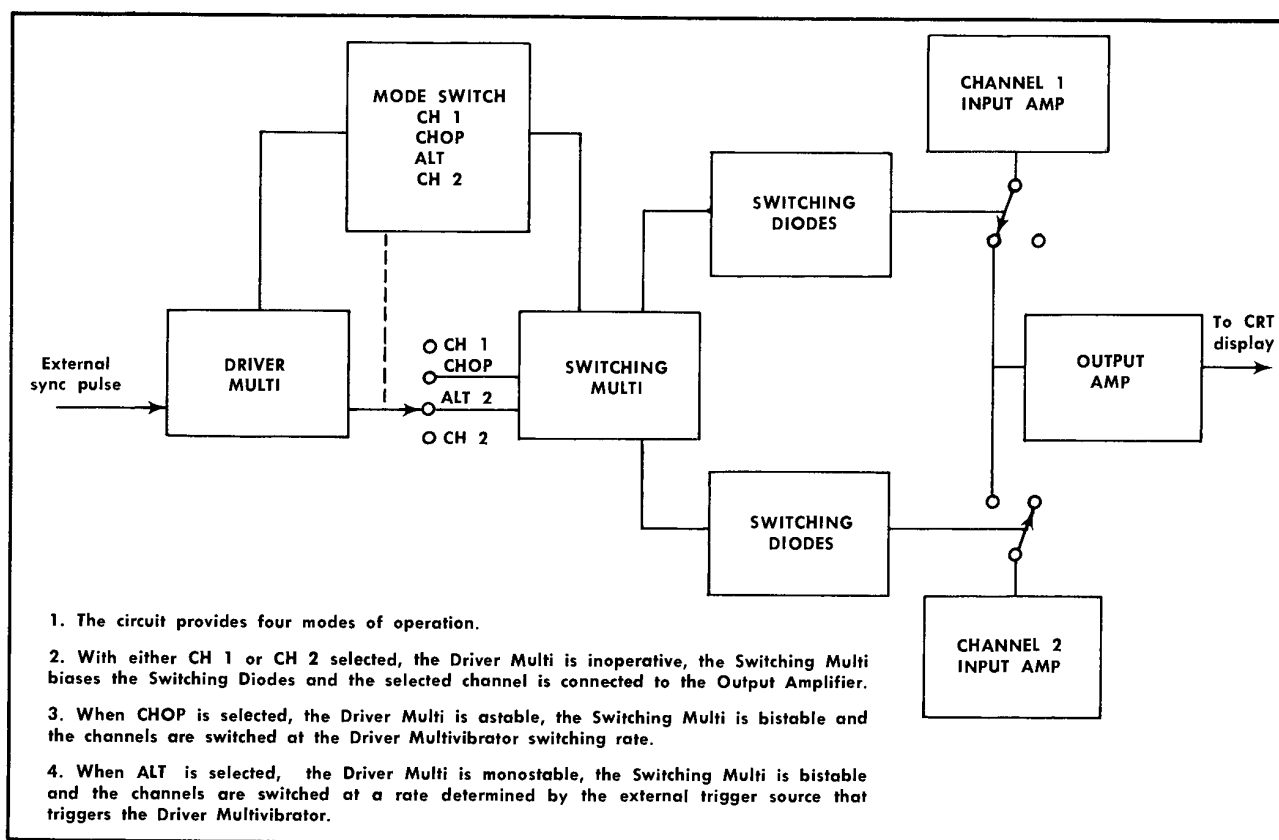 MODE SWITCH
CH 1
CHOP
ALT
CH 2
CHANNEL 1
INPUT AMP
SWITCHING
DIODES
External
sync pulse
DRIVER
MULTI
CH 1
CHOP
ALT 2
CH 2
SWITCHING
MULTI
OUTPUT
AMP
To CRT
display
SWITCHING
DIODES
CHANNEL 2
INPUT AMP
1. The circuit provides four modes of operation.
2. With either CH 1 or CH 2 selected, the Driver Multi is inoperative, the Switching Multi
biases the Switching Diodes and the selected channel is connected to the Output Amplifier.
3. When CHOP is selected, the Driver Multi is astable, the Switching Multi is bistable and
the channels are switched at the Driver Multivibrator switching rate.
4. When ALT is selected, the Driver Multi is monostable, the Switching Multi is bistable
and the channels are switched at a rate determined by the external trigger source that
triggers the Driver Multivibrator.